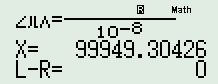 Math
10⁻⁸
X= 99949.30426
L-R= 0